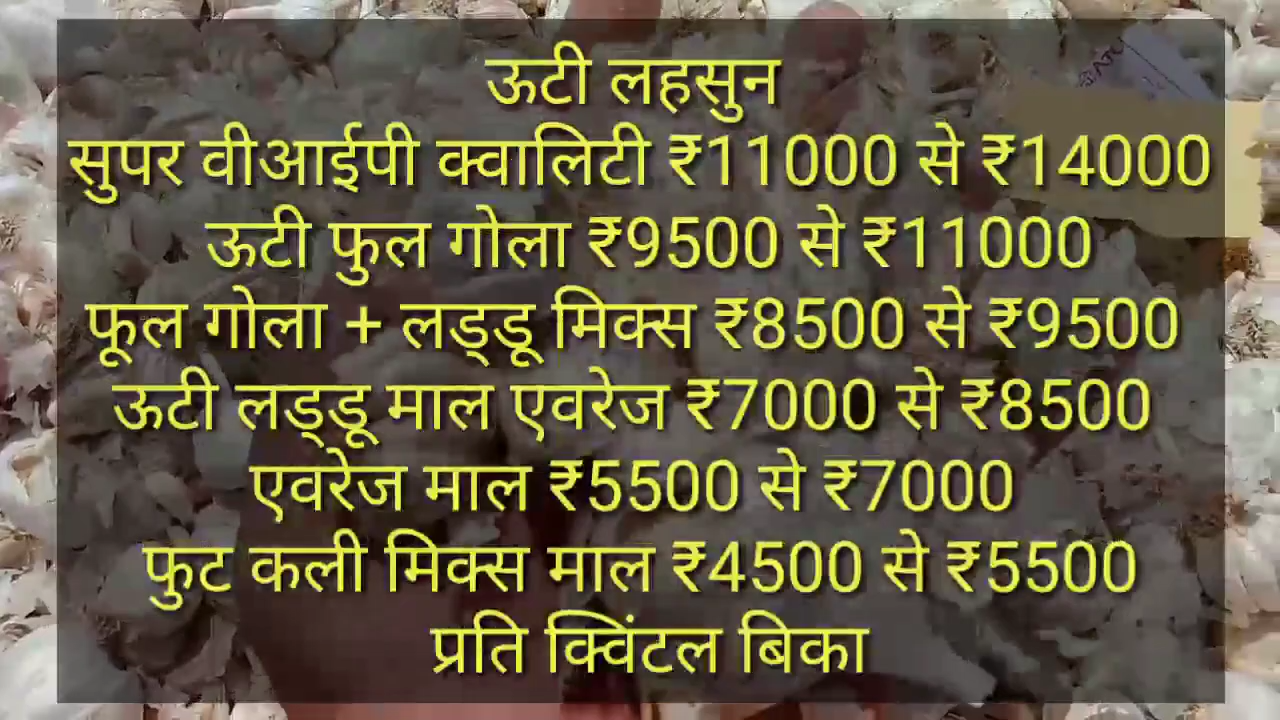 ऊटी लहसुन
सुपर वीआईपी क्वालिटी ₹11000 से ₹14000
ऊटी फुल गोला ₹9500 से ₹11000
फूल गोला + लड्डू मिक्स ₹8500 से ₹9500
ऊटी लड्डू माल एवरेज ₹7000 से ₹8500
एवरेज माल ₹5500 से ₹7000
फुट कली मिक्स माल ₹4500 से ₹5500
प्रति क्विंटल बिका